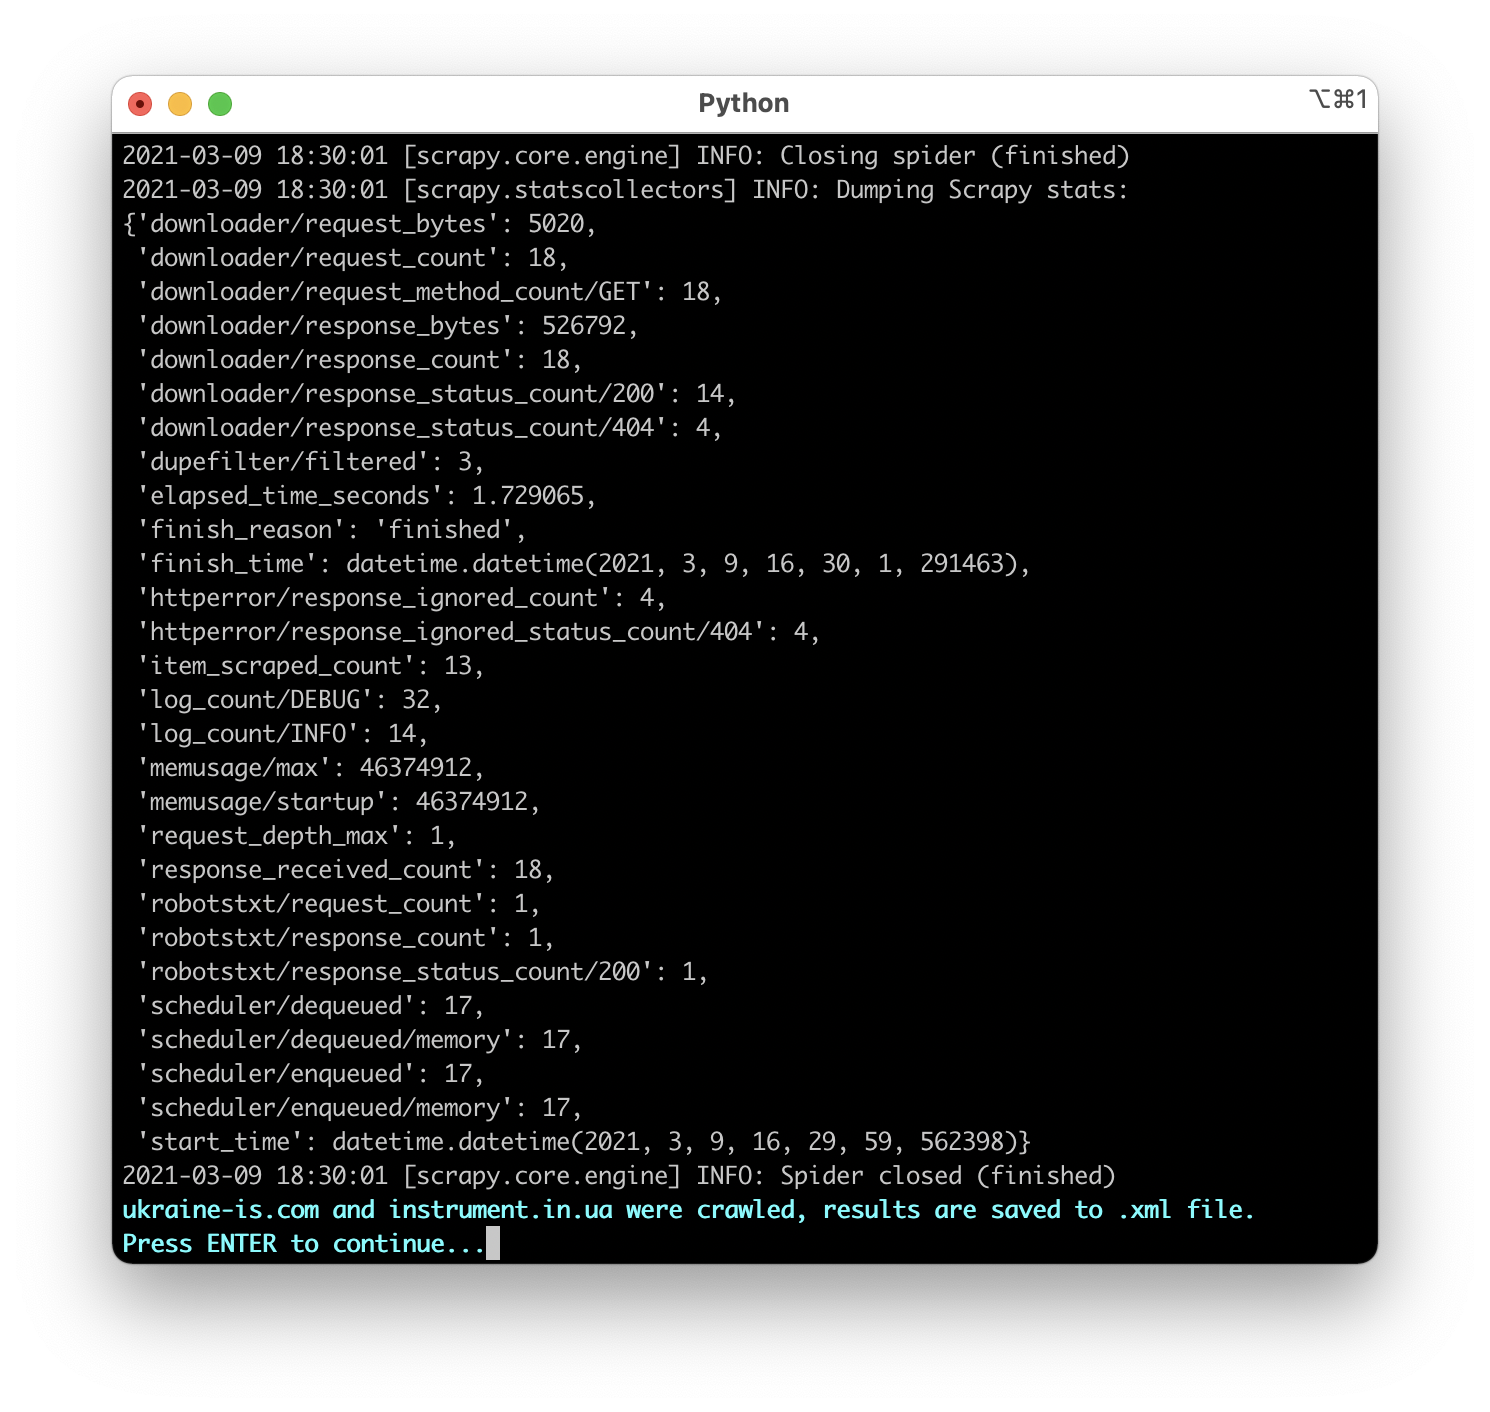 Python
⌥⌘1
2021-03-09 18:30:01 [scrapy.core.engine] INFO: Closing spider (finished)
2021-03-09 18:30:01 [scrapy.statscollectors] INFO: Dumping Scrapy stats:
{'downloader/request_bytes': 5020,
 'downloader/request_count': 18,
 'downloader/request_method_count/GET': 18,
 'downloader/response_bytes': 526792,
 'downloader/response_count': 18,
 'downloader/response_status_count/200': 14,
 'downloader/response_status_count/404': 4,
 'dupefilter/filtered': 3,
 'elapsed_time_seconds': 1.729065,
 'finish_reason': 'finished',
 'finish_time': datetime.datetime(2021, 3, 9, 16, 30, 1, 291463),
 'httperror/response_ignored_count': 4,
 'httperror/response_ignored_status_count/404': 4,
 'item_scraped_count': 13,
 'log_count/DEBUG': 32,
 'log_count/INFO': 14,
 'memusage/max': 46374912,
 'memusage/startup': 46374912,
 'request_depth_max': 1,
 'response_received_count': 18,
 'robotstxt/request_count': 1,
 'robotstxt/response_count': 1,
 'robotstxt/response_status_count/200': 1,
 'scheduler/dequeued': 17,
 'scheduler/dequeued/memory': 17,
 'scheduler/enqueued': 17,
 'scheduler/enqueued/memory': 17,
 'start_time': datetime.datetime(2021, 3, 9, 16, 29, 59, 562398)}
2021-03-09 18:30:01 [scrapy.core.engine] INFO: Spider closed (finished)
ukraine-is.com and instrument.in.ua were crawled, results are saved to .xml file.
Press ENTER to continue...